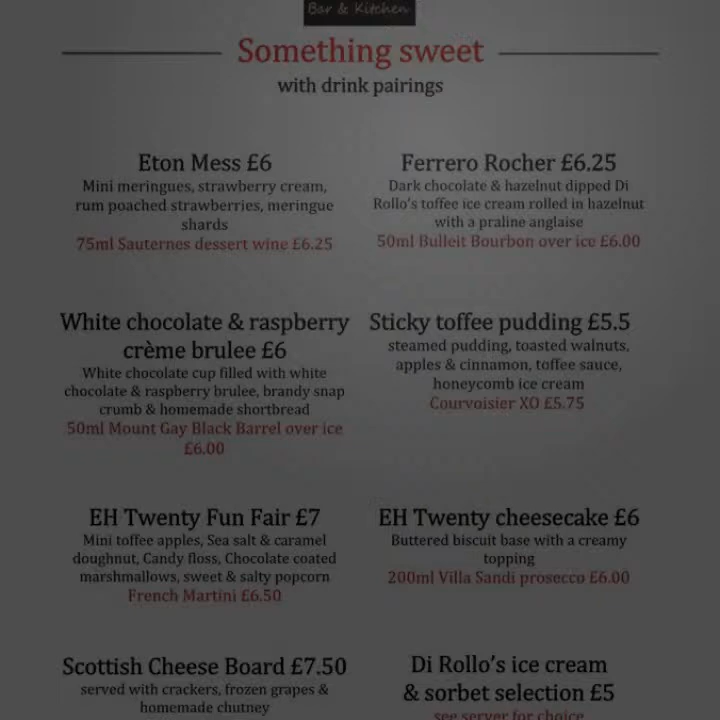 Bar & Kitchen
Something sweet
with drink pairings
Eton Mess £6
Mini meringues, strawberry cream,
rum poached strawberries, meringue
shards
75ml Sauternes dessert wine £6.25
Ferrero Rocher £6.25
Dark chocolate & hazelnut dipped Di
Rollo's toffee ice cream rolled in hazelnut
with a praline anglaise
50ml Bulleit Bourbon over ice £6.00
White chocolate & raspberry
crème brulee £6
White chocolate cup filled with white
chocolate & raspberry brulee, brandy snap
crumb & homemade shortbread
50ml Mount Gay Black Barrel over ice
£6.00
Sticky toffee pudding £5.5
steamed pudding, toasted walnuts,
apples & cinnamon, toffee sauce,
honeycomb ice cream
Courvoisier XO £5.75
EH Twenty Fun Fair £7
Mini toffee apples, Sea salt & caramel
doughnut, Candy floss, Chocolate coated
marshmallows, sweet & salty popcorn
French Martini £6.50
EH Twenty cheesecake £6
Buttered biscuit base with a creamy
topping
200ml Villa Sandi prosecco £6.00
Scottish Cheese Board £7.50
served with crackers, frozen grapes &
homemade chutney
Di Rollo's ice cream
& sorbet selection £5
see server for choice